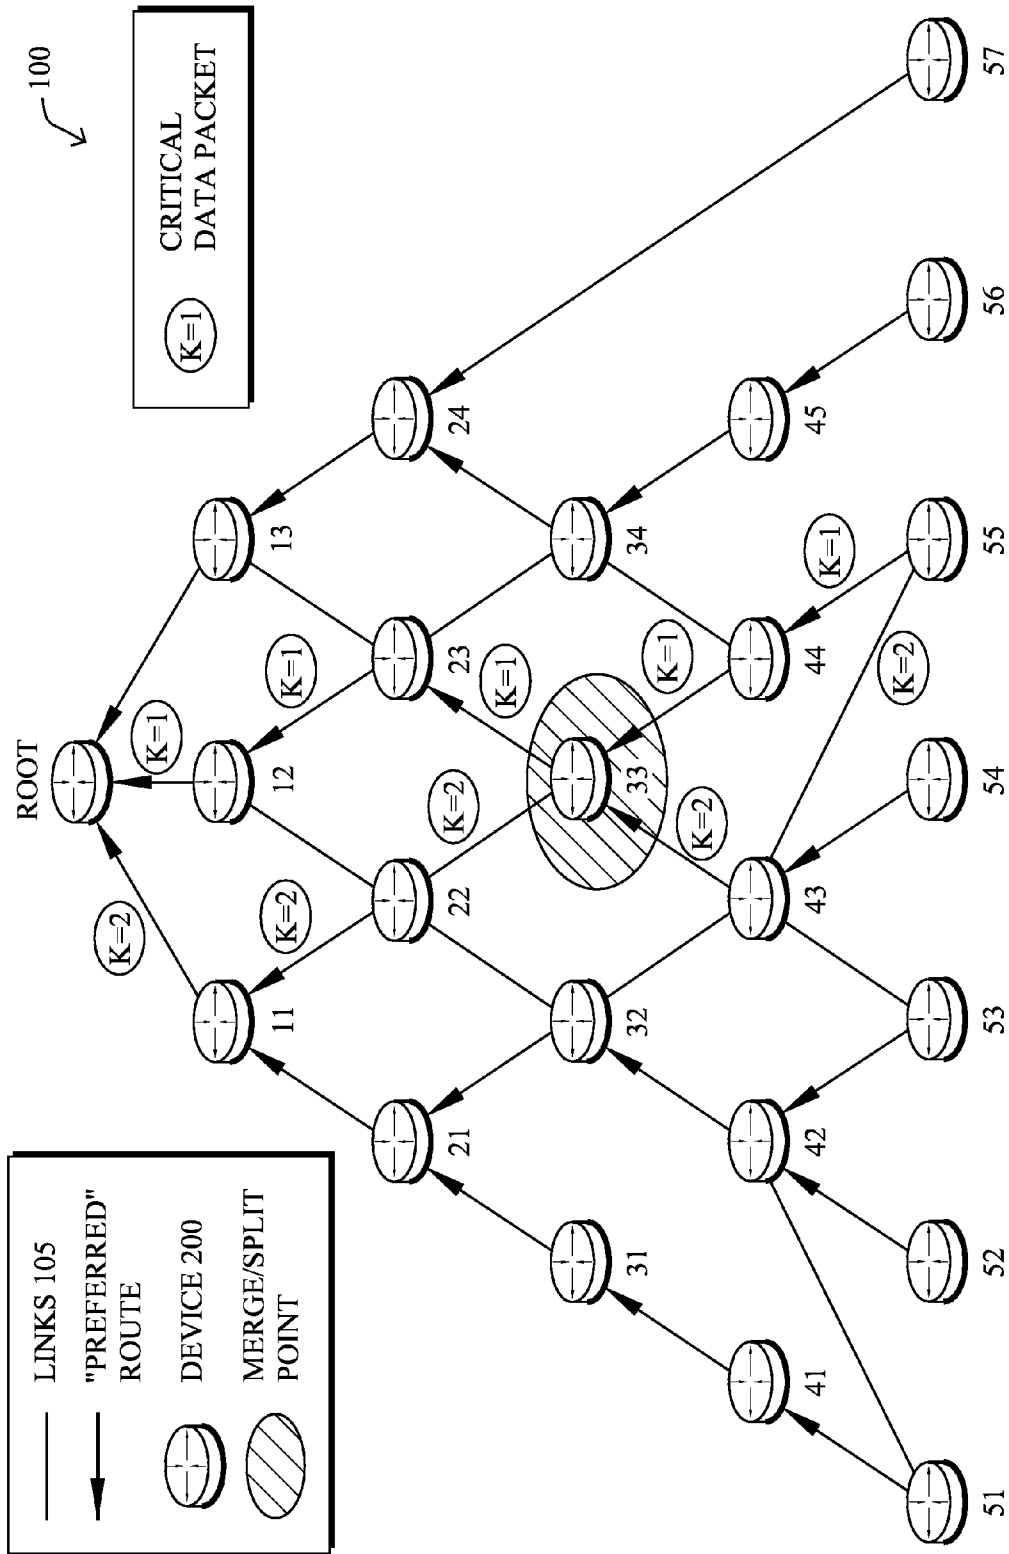 100
LINKS 105
"PREFERRED"
ROUTE
DEVICE 200
MERGE/SPLIT
POINT
K=1
CRITICAL
DATA PACKET
ROOT
K=2
K=1
11
12
13
K=2
K=1
21
22
23
24
K=2
K=1
31
32
33
34
K=2
K=1
41
42
43
44
45
K=2
K=1
51
52
53
54
55
56
57